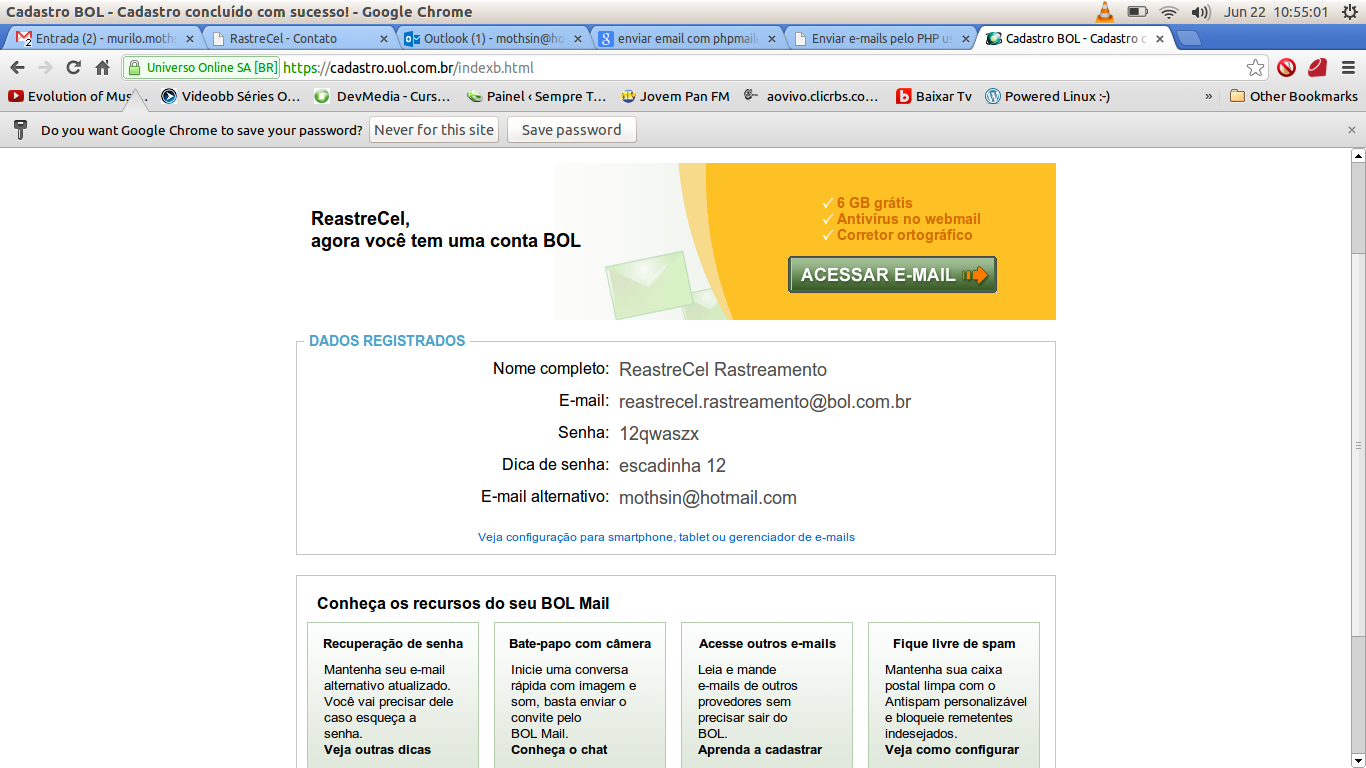 Cadastro BOL - Cadastro concluído com sucesso! - Google Chrome
Jun 22 10:55:01
2 Entrada (2) - murilo.moths
RastreCel - Contato
Outlook (1) - mothsin@ho
enviar email com phpmaile
Enviar e-mails pelo PHP us
Cadastro BOL - Cadastro c
Universo Online SA [BR] https://cadastro.uol.com.br/indexb.html
Evolution of Mus...
Videobb Séries O...
DevMedia - Curs...
Painel ‹ Sempre T...
Jovem Pan FM
aovivo.clicrbs.co...
Baixar Tv
Powered Linux :-)
»
Other Bookmarks
Do you want Google Chrome to save your password? Never for this site Save password
ReastreCel,
agora você tem uma conta BOL
6 GB grátis
Antivírus no webmail
Corretor ortográfico
ACESSAR E-MAIL
DADOS REGISTRADOS
Nome completo: ReastreCel Rastreamento
E-mail: reastrecel.rastreamento@bol.com.br
Senha: 12qwaszx
Dica de senha: escadinha 12
E-mail alternativo: mothsin@hotmail.com
Veja configuração para smartphone, tablet ou gerenciador de e-mails
Conheça os recursos do seu BOL Mail
Recuperação de senha
Mantenha seu e-mail
alternativo atualizado.
Você vai precisar dele
caso esqueça a
senha.
Veja outras dicas
Bate-papo com câmera
Inicie uma conversa
rápida com imagem e
som, basta enviar o
convite pelo
BOL Mail.
Conheça o chat
Acesse outros e-mails
Leia e mande
e-mails de outros
provedores sem
precisar sair do
BOL.
Aprenda a cadastrar
Fique livre de spam
Mantenha sua caixa
postal limpa com o
Antispam personalizável
e bloqueie remetentes
indesejados.
Veja como configurar